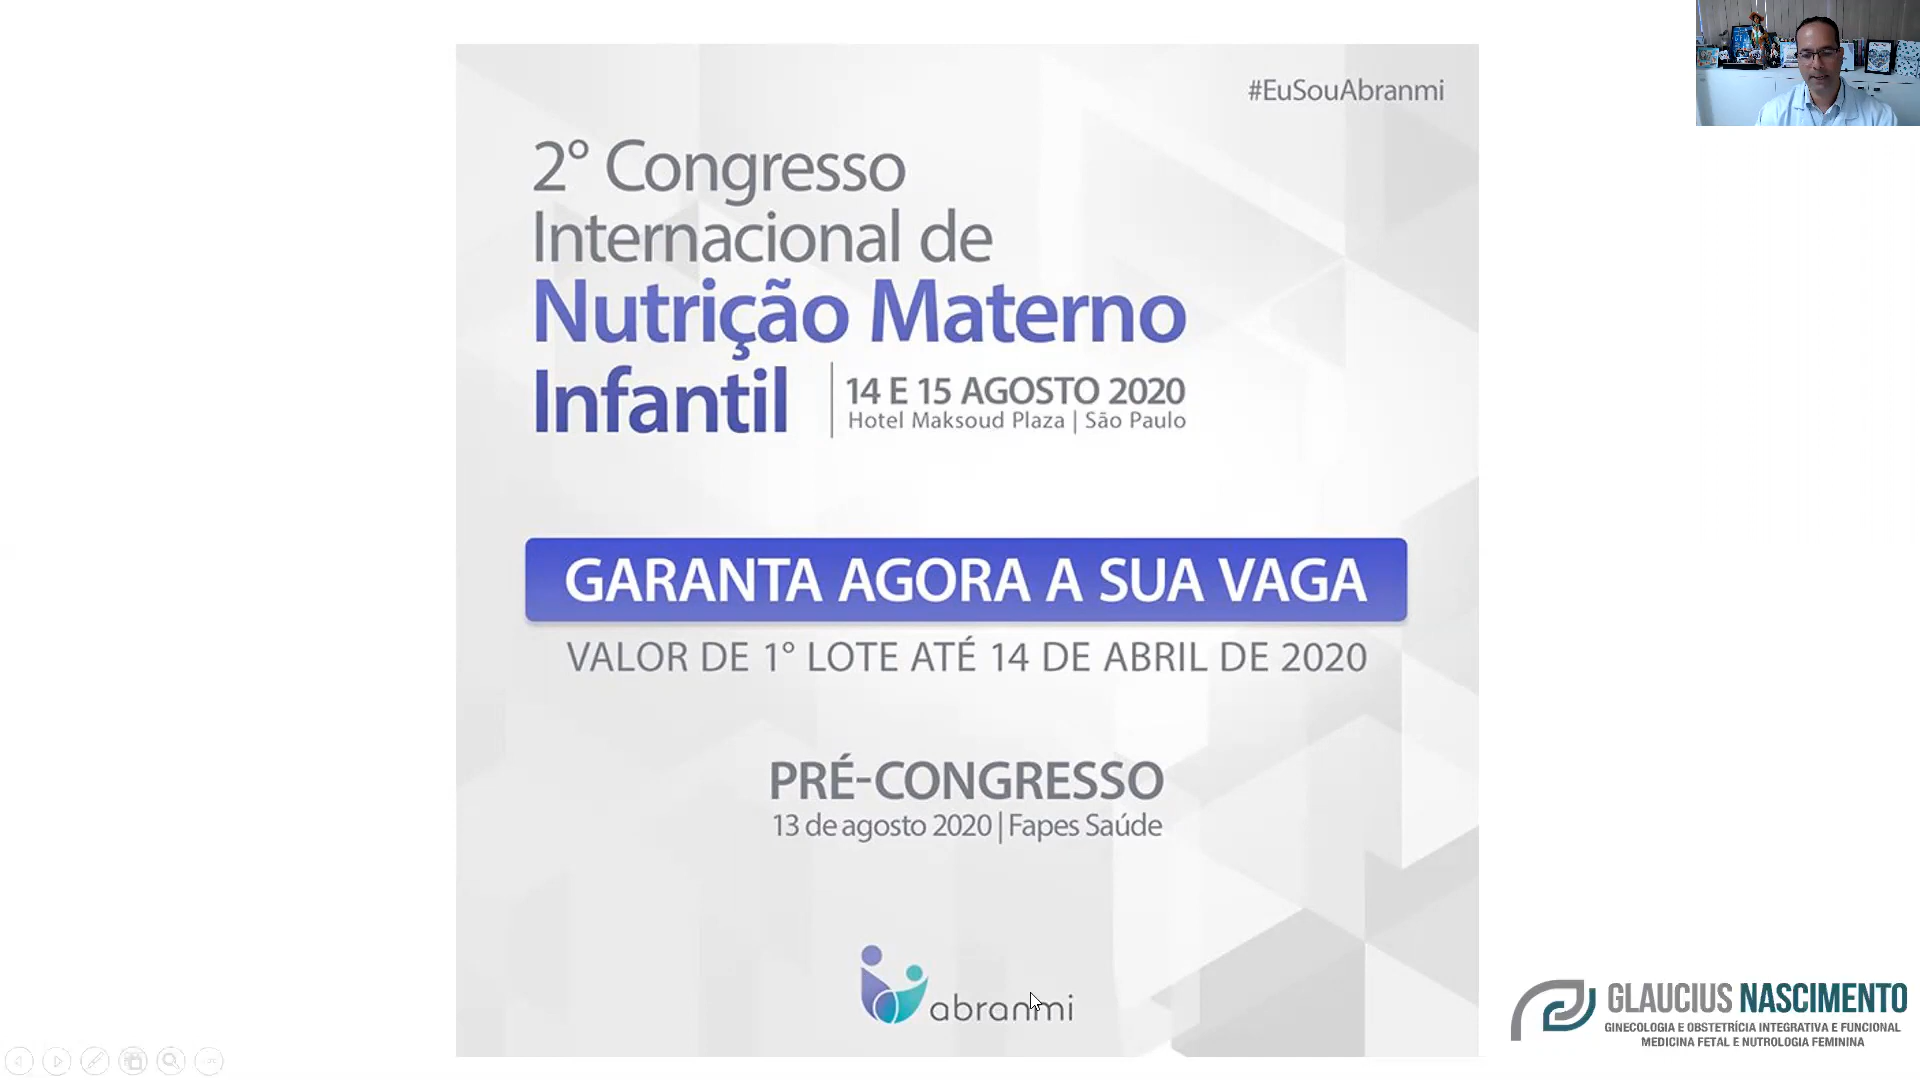 #EuSouAbranmi
2° Congresso
Internacional de
Nutrição Materno
Infantil
14 E 15 AGOSTO 2020
Hotel Maksoud Plaza | São Paulo
GARANTA AGORA A SUA VAGA
VALOR DE 1° LOTE ATÉ 14 DE ABRIL DE 2020
PRÉ-CONGRESSO
13 de agosto 2020 | Fapes Saúde
abranmi
GLAUCIUS NASCIMENTO
GINECOLOGIA E OBSTETRÍCIA INTEGRATIVA E FUNCIONAL
MEDICINA FETAL E NUTROLOGIA FEMININA